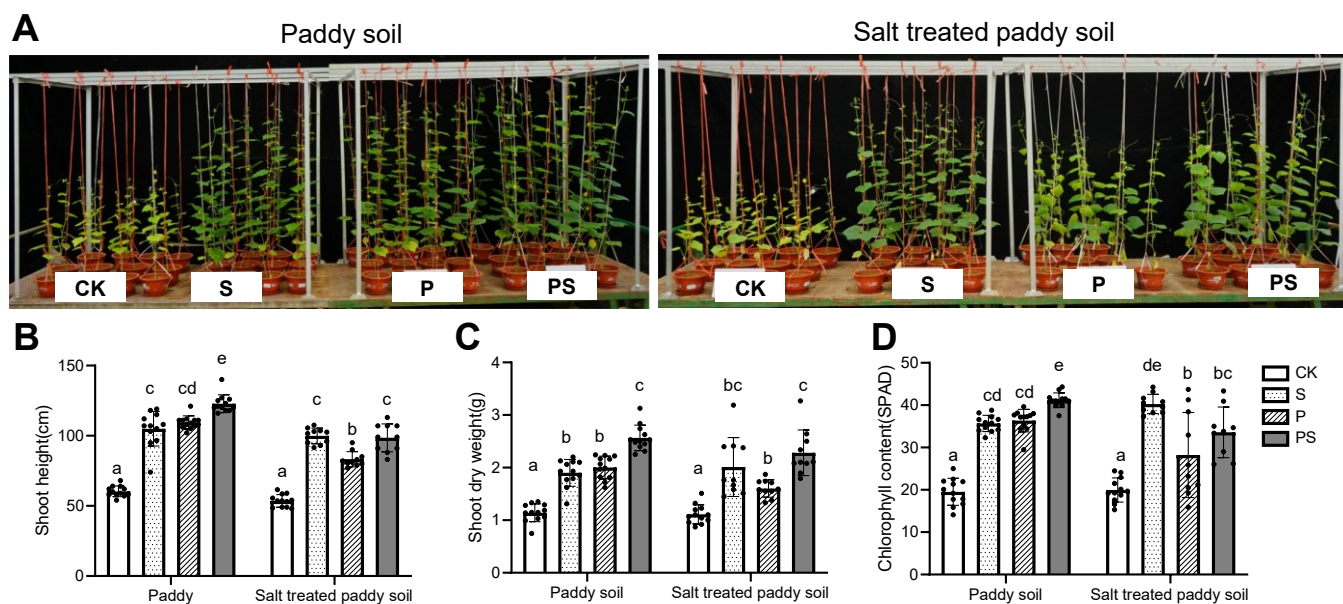 A
Paddy soil
Salt treated paddy soil
CK
S
P
PS
CK
S
P
PS
B
Shoot height(cm)
150
100
50
0
a
c
cd
e
a
c
b
c
Paddy
Salt treated paddy soil
C
Shoot dry weight(g)
4
3
2
1
0
a
b
b
c
a
bc
b
c
Paddy soil
Salt treated paddy soil
D
Chlorophyll content(SPAD)
50
40
30
20
10
0
a
cd
cd
e
a
de
b
bc
Paddy soil
Salt treated paddy soil
CK
S
P
PS